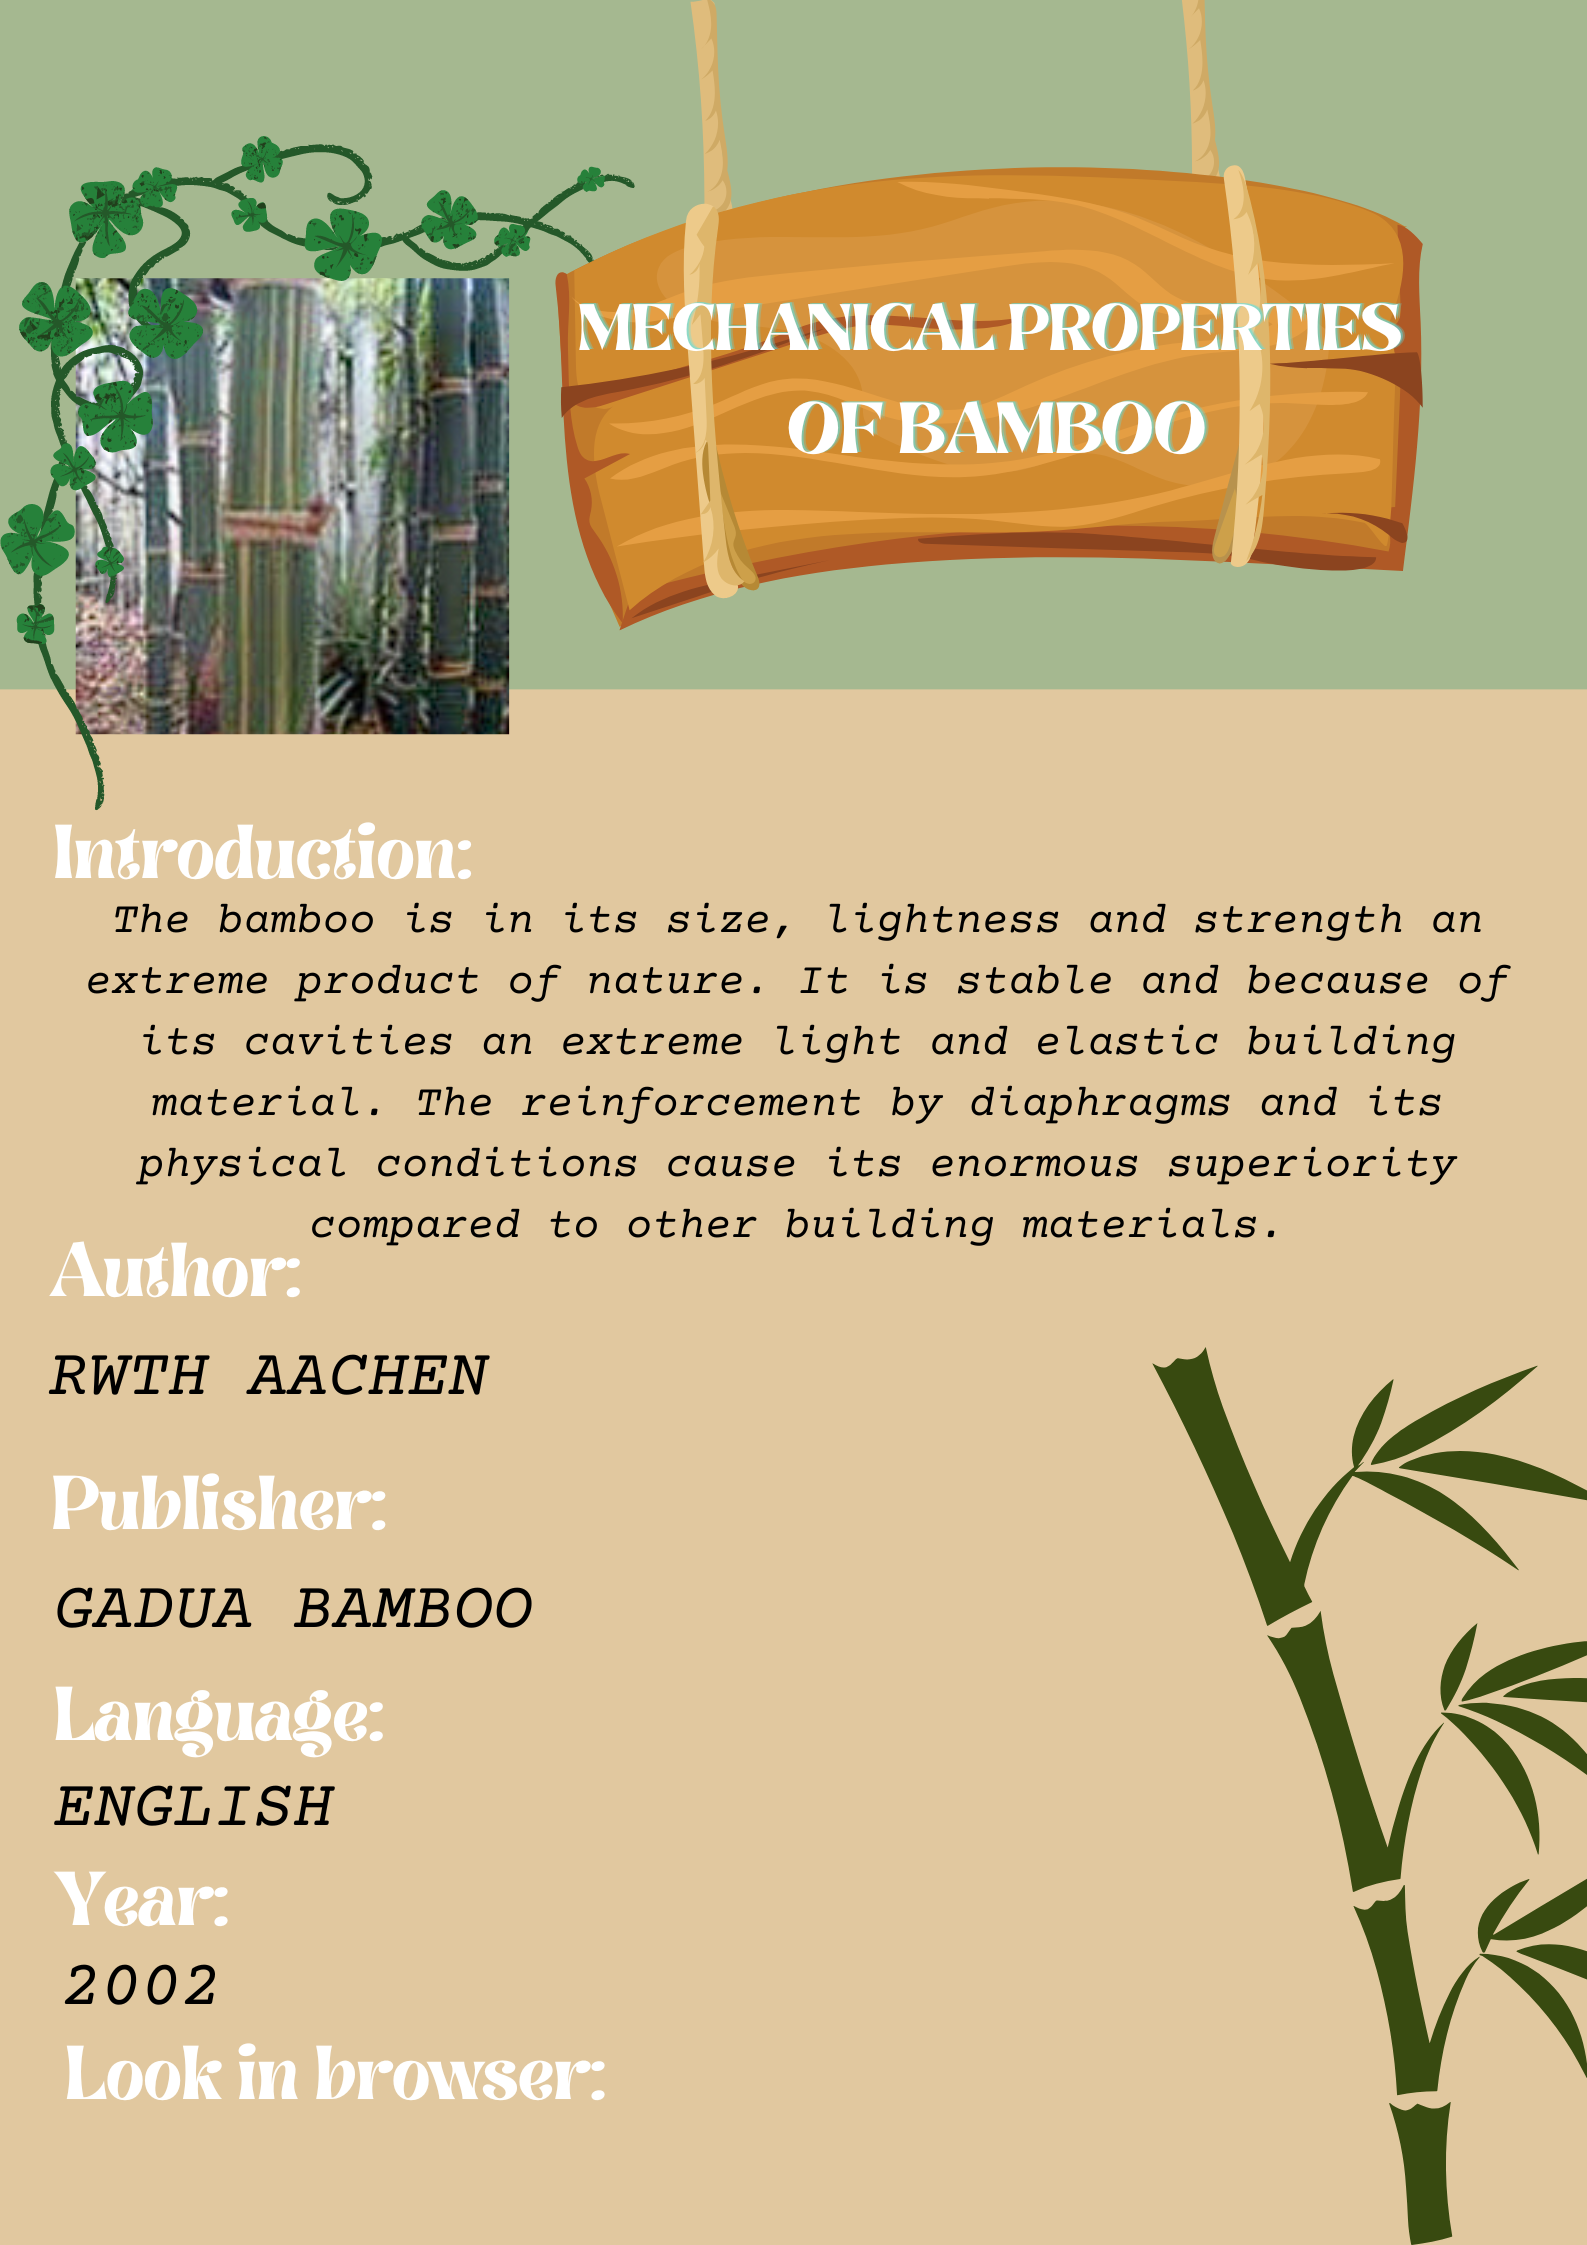 MECHANICAL PROPERTIES
OF BAMBOO
Introduction:
The bamboo is in its size, lightness and strength an
extreme product of nature. It is stable and because of
its cavities an extreme light and elastic building
material. The reinforcement by diaphragms and its
physical conditions cause its enormous superiority
compared to other building materials.
Author:
RWTH AACHEN
Publisher:
GADUA BAMBOO
Language:
ENGLISH
Year:
2002
Look in browser: